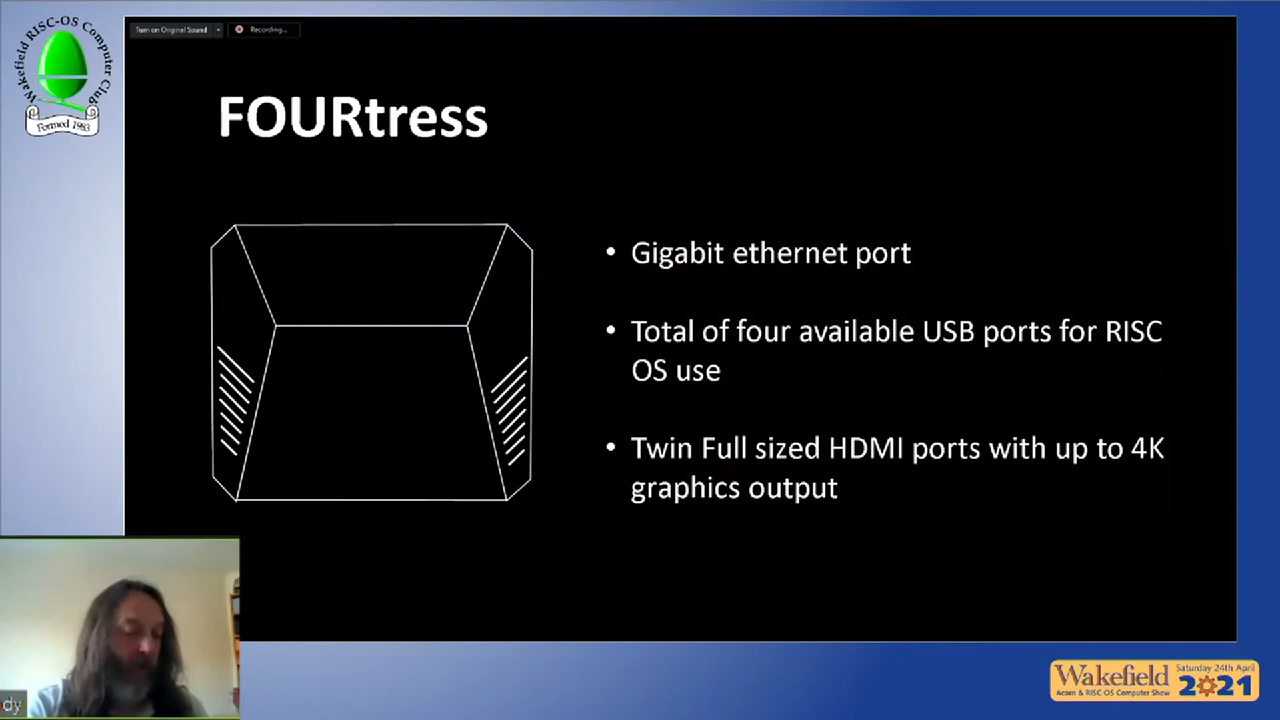 Wakefield RISC-OS Computer Club
Formed 1983
Turn on Original Sound
Recording...
FOURtress
• Gigabit ethernet port
• Total of four available USB ports for RISC
OS use
• Twin Full sized HDMI ports with up to 4K
graphics output
dy
Wakefield
Acorn & RISC OS Computer Show
Saturday 24th April
2021